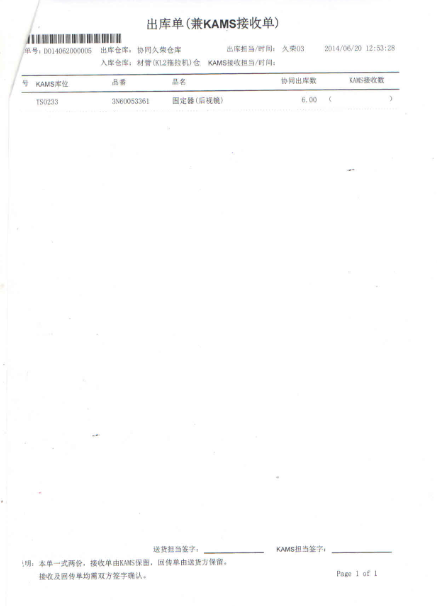 出库单(兼KAMS接收单)
单号: D014062000005 出库仓库: 协同久荣仓库 出库担当/时间: 久荣03 2014/06/20 12:53:28
入库仓库: 材管(KL2拖拉机)仓 KAMS接收担当/时间:
号 KAMS库位 品番 品名 协同出库数 KAMS接收数
TS0233 3N60053361 固定器(后视镜) 6.00 ( )
送货担当签字: KAMS担当签字:
明: 本单一式两份, 接收单由KAMS保留, 回传单由送货方保留。
接收及回传单均需双方签字确认。 Page 1 of 1